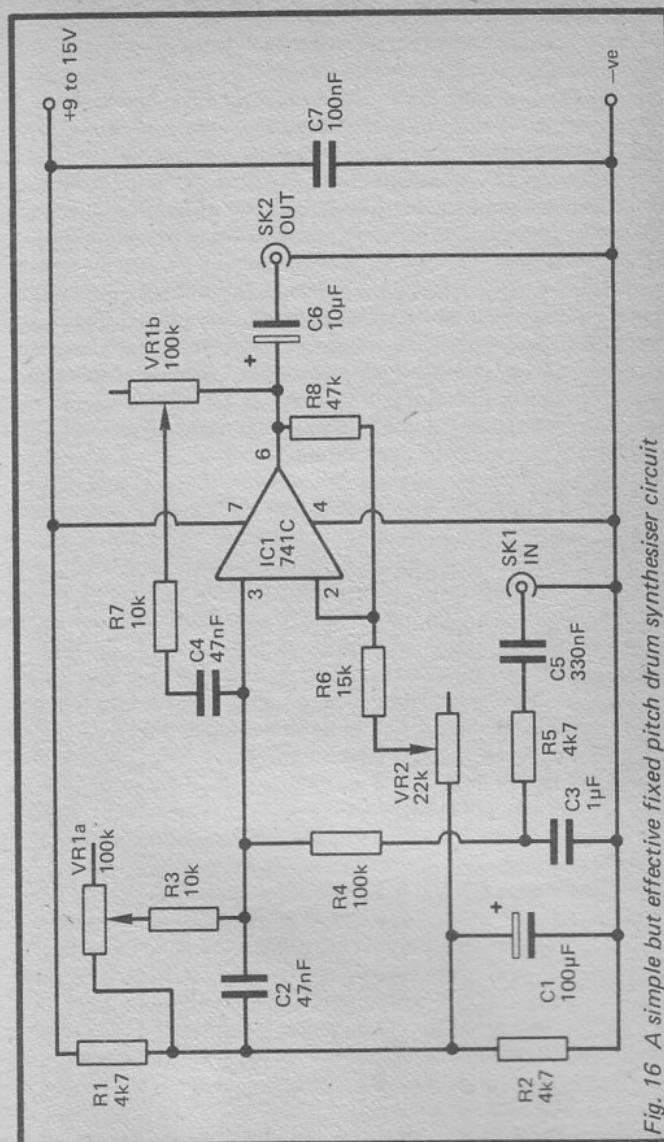 +9 to 15V
R1
4k7
VR1a
100k
R3
10k
R7
10k
C4
47nF
VR1b
100k
C2
47nF
3
2
7
4
6
IC1
741C
R8
47k
C6
10µF
+
SK2
OUT
C7
100nF
R4
100k
R6
15k
VR2
22k
R5
4k7
C5
330nF
SK1
IN
C3
1µF
C1
100µF
+
R2
4k7
−ve
Fig. 16 A simple but effective fixed pitch drum synthesiser circuit